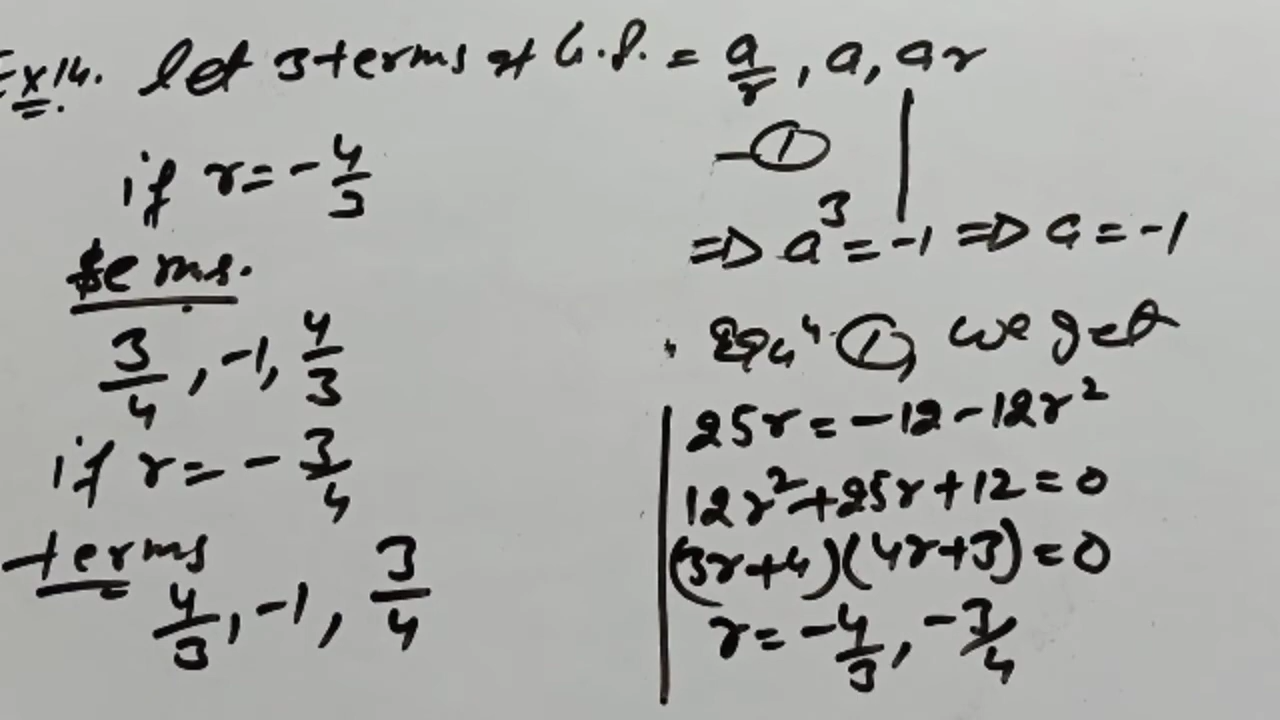 Ex14. let 3 terms of G.P. = a/r, a, ar
— ①
⇒ a³ = -1 ⇒ a = -1
Eqn ①, we get
25r = -12 - 12r²
12r² + 25r + 12 = 0
(3r+4)(4r+3) = 0
r = -4/3, -3/4
if r = -4/3
terms.
3/4, -1, 4/3
if r = -3/4
terms
4/3, -1, 3/4